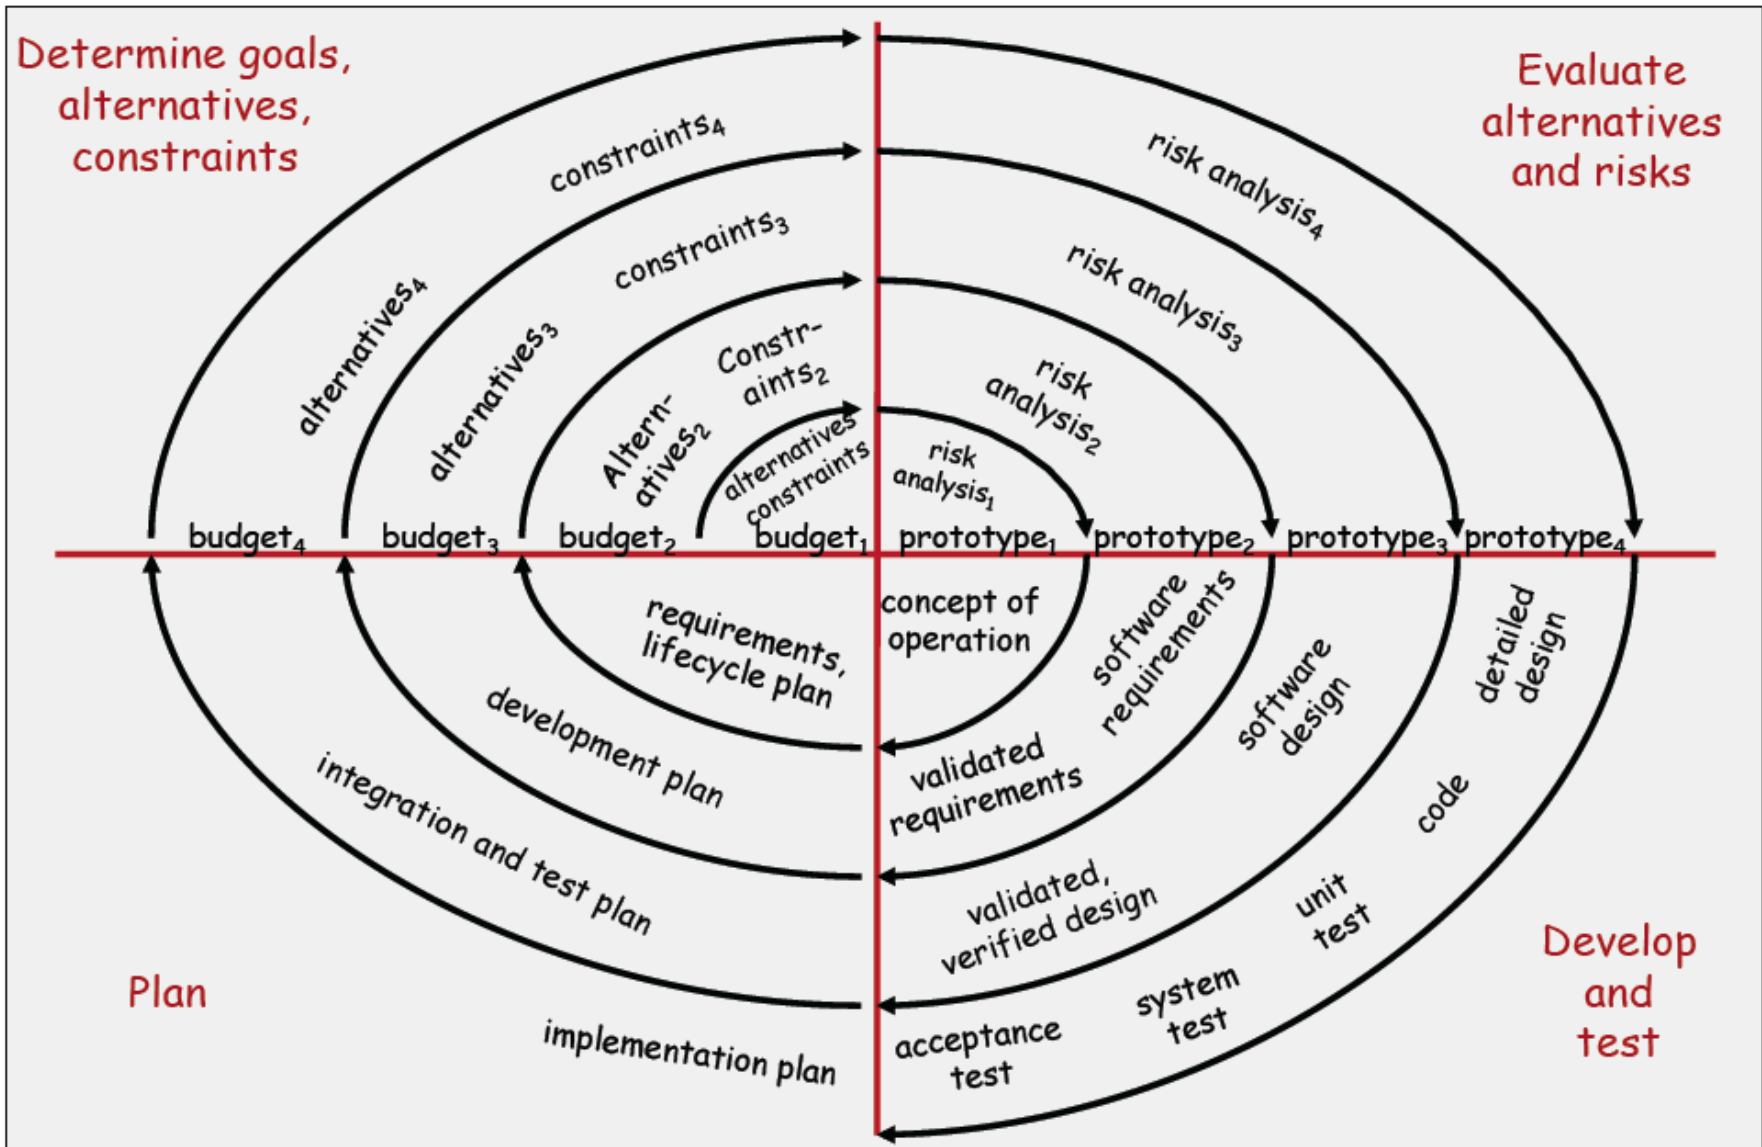 Determine goals,
alternatives,
constraints
Evaluate
alternatives
and risks
constraints₄
risk analysis₄
constraints₃
risk analysis₃
alternatives₄
alternatives₃
Constr-
aints₂
Altern-
atives₂
risk
analysis₂
alternatives
constraints
risk
analysis₁
budget₄
budget₃
budget₂
budget₁
prototype₁
prototype₂
prototype₃
prototype₄
requirements,
lifecycle plan
concept of
operation
software
requirements
software
design
detailed
design
development plan
validated
requirements
code
integration and test plan
validated,
verified design
unit
test
Plan
Develop
and
test
implementation plan
acceptance
test
system
test